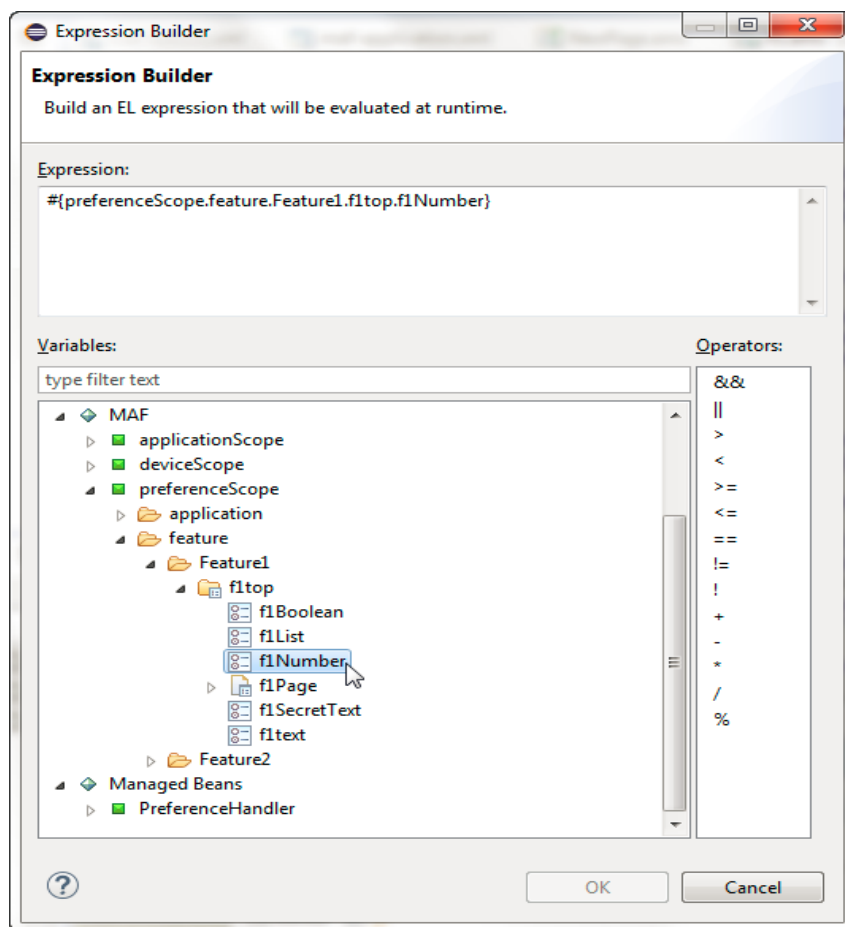 Expression Builder
Expression Builder
Build an EL expression that will be evaluated at runtime.
Expression:
#{preferenceScope.feature.Feature1.f1top.f1Number}
Variables:
Operators:
type filter text
MAF
applicationScope
deviceScope
preferenceScope
application
feature
Feature1
f1top
f1Boolean
f1List
f1Number
f1Page
f1SecretText
f1text
Feature2
Managed Beans
PreferenceHandler
&&
||
>
<
>=
<=
==
!=
!
+
-
*
/
%
?
OK
Cancel